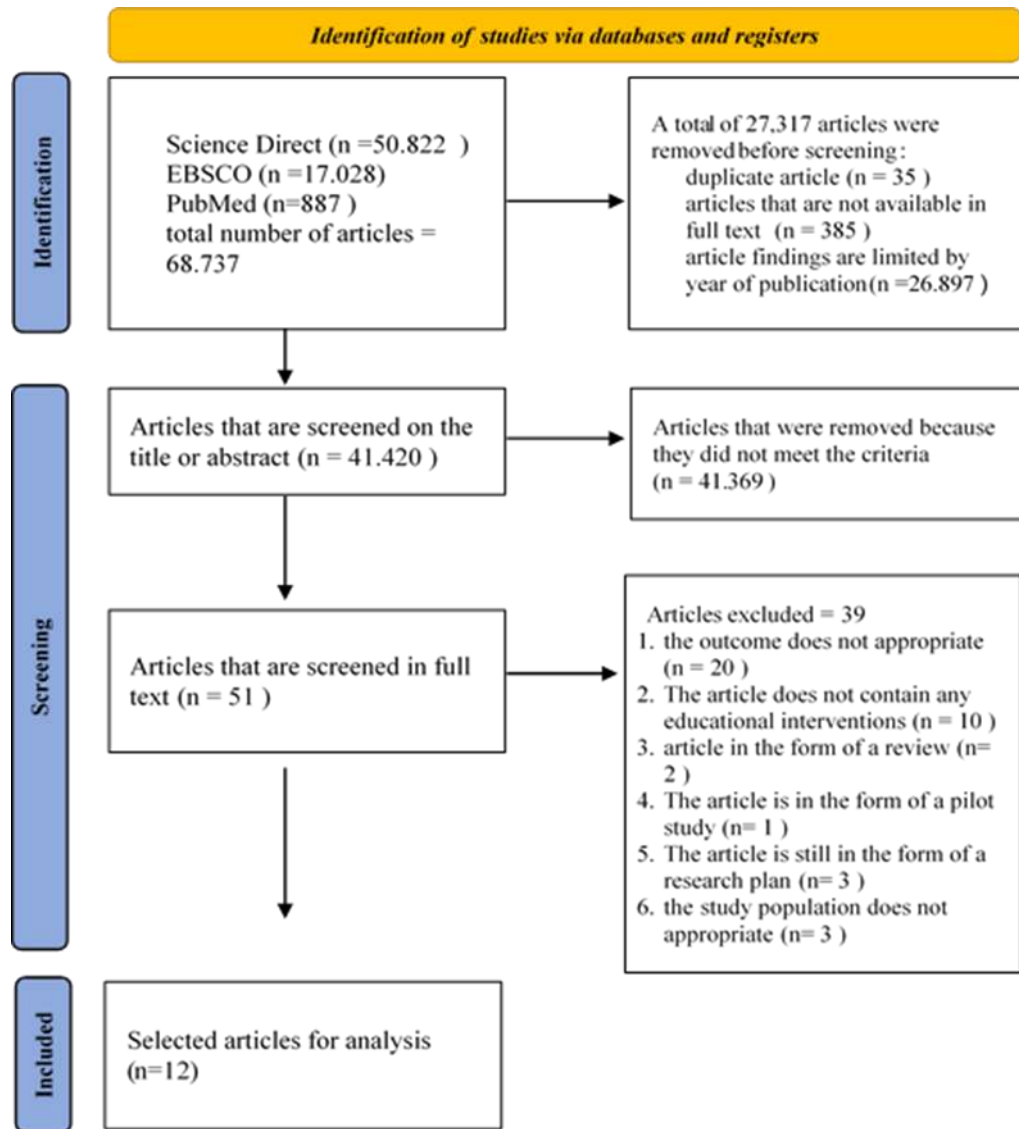 Identification of studies via databases and registers
Identification
Science Direct (n =50.822 )
EBSCO (n =17.028)
PubMed (n=887 )
total number of articles =
68.737
A total of 27,317 articles were
removed before screening:
duplicate article (n = 35 )
articles that are not available in
full text (n = 385 )
article findings are limited by
year of publication(n =26.897 )
Screening
Articles that are screened on the
title or abstract (n = 41.420 )
Articles that were removed because
they did not meet the criteria
(n = 41.369 )
Articles that are screened in full
text (n = 51 )
Articles excluded = 39
1. the outcome does not appropriate
(n = 20 )
2. The article does not contain any
educational interventions (n = 10 )
3. article in the form of a review (n=
2 )
4. The article is in the form of a pilot
study (n= 1 )
5. The article is still in the form of a
research plan (n= 3 )
6. the study population does not
appropriate (n= 3 )
Included
Selected articles for analysis
(n=12)